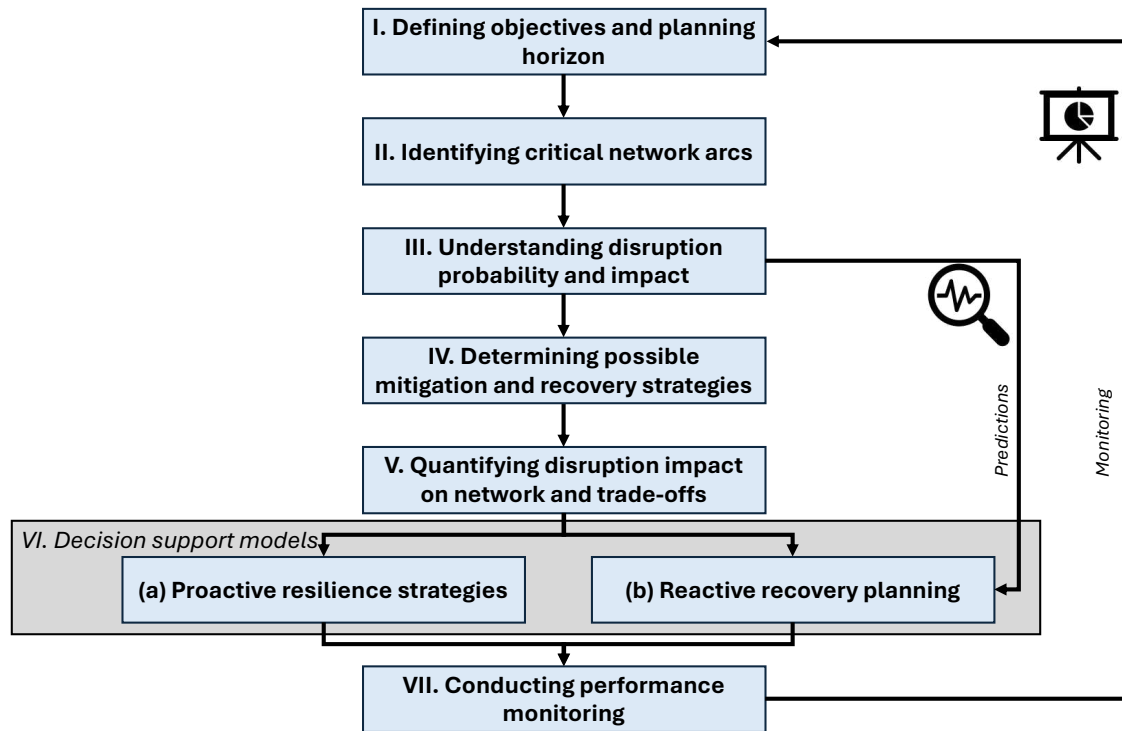 I. Defining objectives and planning
horizon
II. Identifying critical network arcs
III. Understanding disruption
probability and impact
IV. Determining possible
mitigation and recovery strategies
V. Quantifying disruption impact
on network and trade-offs
Predictions
Monitoring
VI. Decision support models
(a) Proactive resilience strategies
(b) Reactive recovery planning
VII. Conducting performance
monitoring